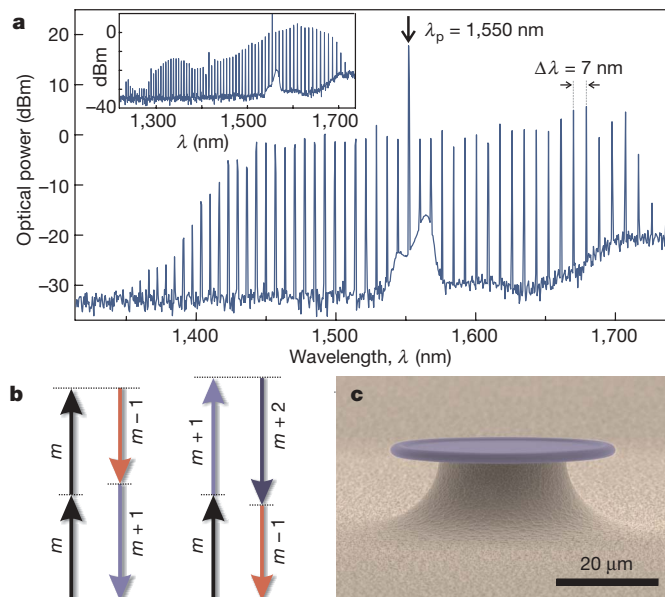 a
20
10
0
−10
−20
−30
Optical power (dBm)
1,400
1,500
1,600
1,700
Wavelength, λ (nm)
0
−40
dBm
1,300
1,500
1,700
λ (nm)
λp = 1,550 nm
Δλ = 7 nm
b
m
m
m − 1
m + 1
m + 1
m
m + 2
m − 1
c
20 μm